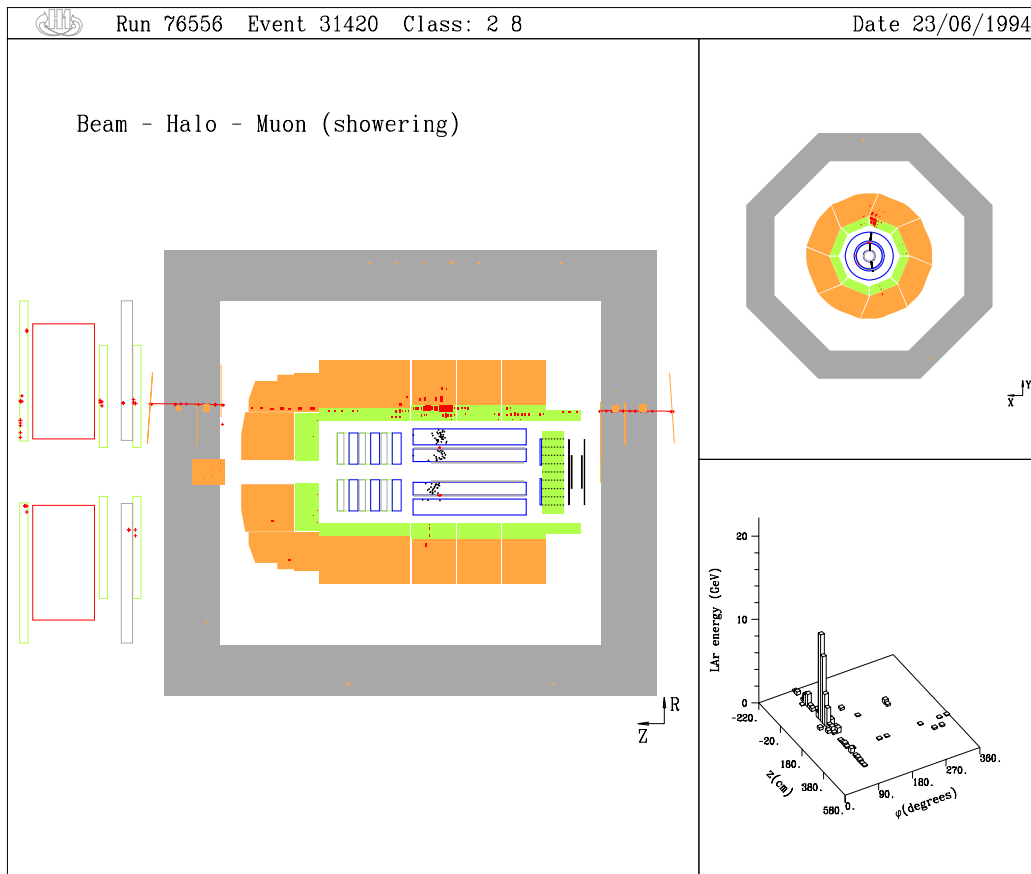 H1 Run 76556 Event 31420 Class: 2 8 Date 23/06/1994
Beam - Halo - Muon (showering)
R
Z
Y
X
LAr energy (GeV)
20
10
0
-220.
-20.
180.
380.
580.
z(cm)
0.
90.
180.
270.
360.
φ(degrees)